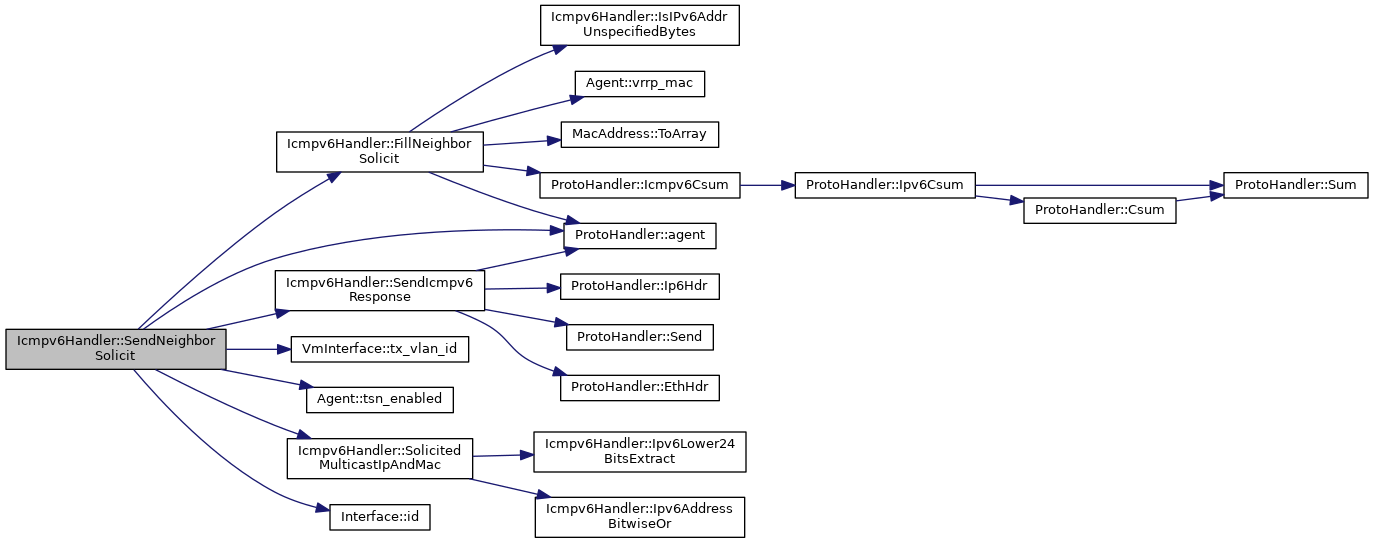 Icmpv6Handler::IsIPv6Addr
UnspecifiedBytes
Agent::vrrp_mac
MacAddress::ToArray
Icmpv6Handler::FillNeighbor
Solicit
ProtoHandler::Icmpv6Csum
ProtoHandler::Ipv6Csum
ProtoHandler::Sum
ProtoHandler::Csum
ProtoHandler::agent
Icmpv6Handler::SendIcmpv6
Response
ProtoHandler::Ip6Hdr
ProtoHandler::Send
Icmpv6Handler::SendNeighbor
Solicit
VmInterface::tx_vlan_id
ProtoHandler::EthHdr
Agent::tsn_enabled
Icmpv6Handler::Solicited
MulticastIpAndMac
Icmpv6Handler::Ipv6Lower24
BitsExtract
Interface::id
Icmpv6Handler::Ipv6Address
BitwiseOr